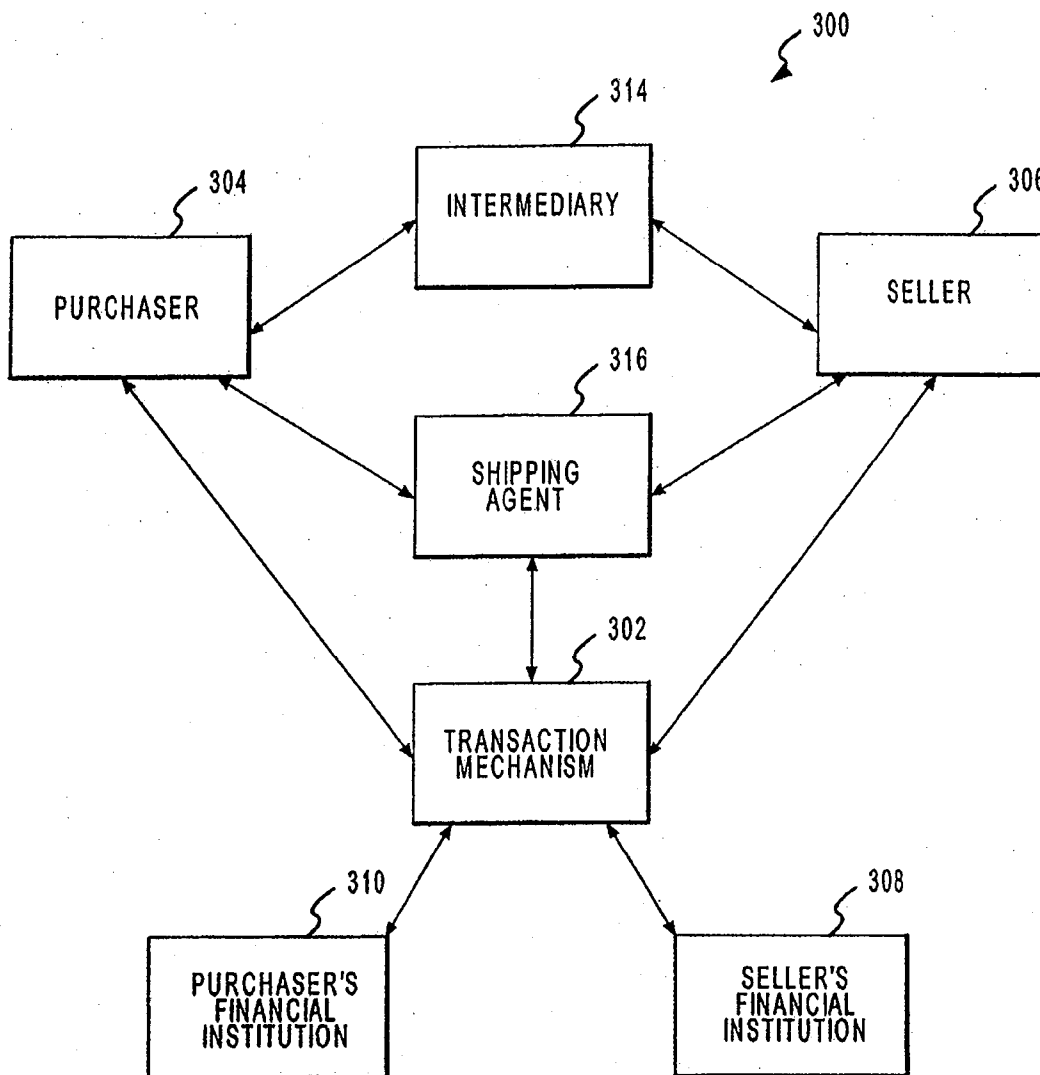 300
314
INTERMEDIARY
304
PURCHASER
306
SELLER
316
SHIPPING
AGENT
302
TRANSACTION
MECHANISM
310
PURCHASER'S
FINANCIAL
INSTITUTION
308
SELLER'S
FINANCIAL
INSTITUTION